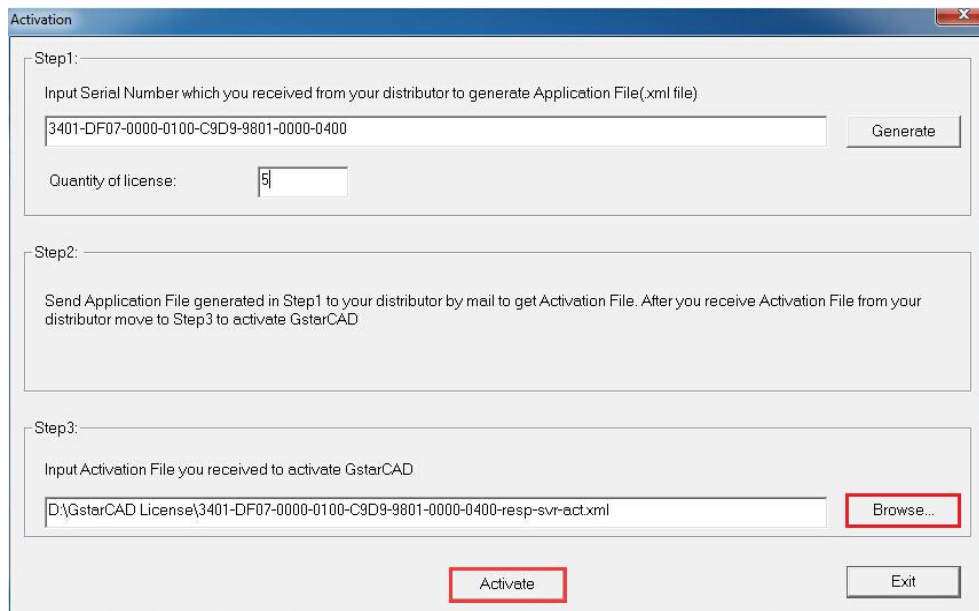 Activation
Step1:
Input Serial Number which you received from your distributor to generate Application File(.xml file)
3401-DF07-0000-0100-C9D9-9801-0000-0400
Generate
Quantity of license:
5
Step2:
Send Application File generated in Step1 to your distributor by mail to get Activation File. After you receive Activation File from your
distributor move to Step3 to activate GstarCAD
Step3:
Input Activation File you received to activate GstarCAD
D:\GstarCAD License\3401-DF07-0000-0100-C9D9-9801-0000-0400-resp-svr-act.xml
Browse...
Activate
Exit